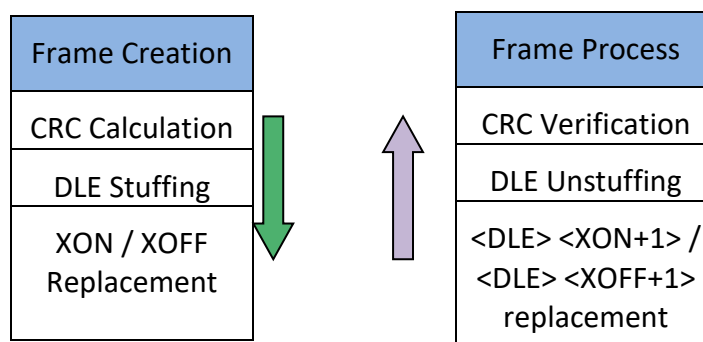 Frame Creation
CRC Calculation
DLE Stuffing
XON / XOFF
Replacement
Frame Process
CRC Verification
DLE Unstuffing
<DLE> <XON+1> /
<DLE> <XOFF+1>
replacement